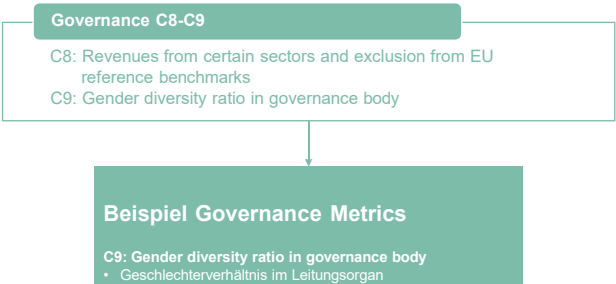 Governance C8-C9
C8: Revenues from certain sectors and exclusion from EU
reference benchmarks
C9: Gender diversity ratio in governance body
Beispiel Governance Metrics
C9: Gender diversity ratio in governance body
• Geschlechterverhältnis im Leitungsorgan